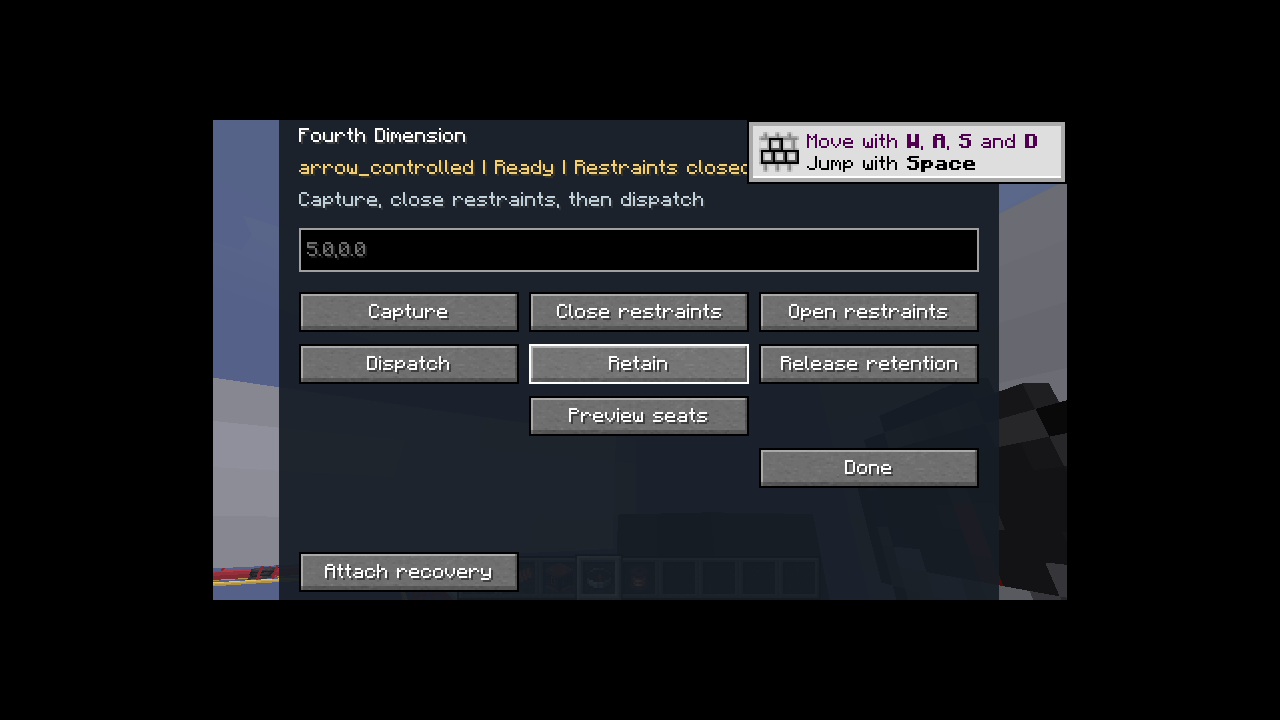 Fourth Dimension
arrow_controlled | Ready | Restraints closed
Move with W, A, S and D
Jump with Space
Capture, close restraints, then dispatch
5.0,0.0
Capture
Close restraints
Open restraints
Dispatch
Retain
Release retention
Preview seats
Done
Attach recovery